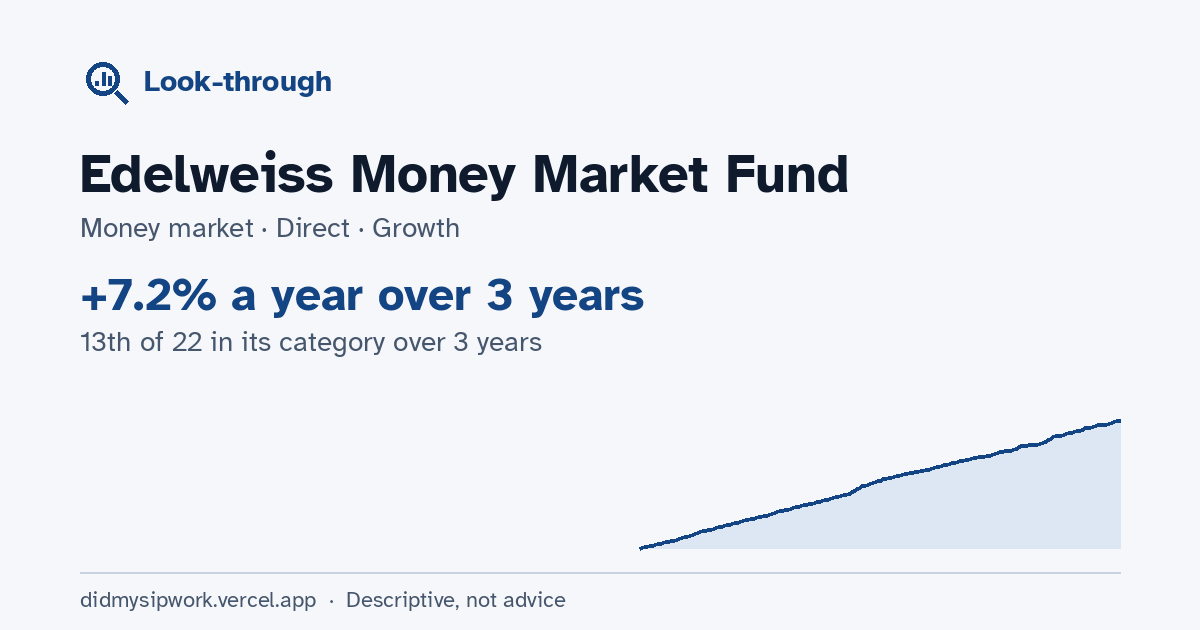 Look-through
Edelweiss Money Market Fund
Money market · Direct · Growth
+7.2% a year over 3 years
13th of 22 in its category over 3 years
didmysipwork.vercel.app · Descriptive, not advice